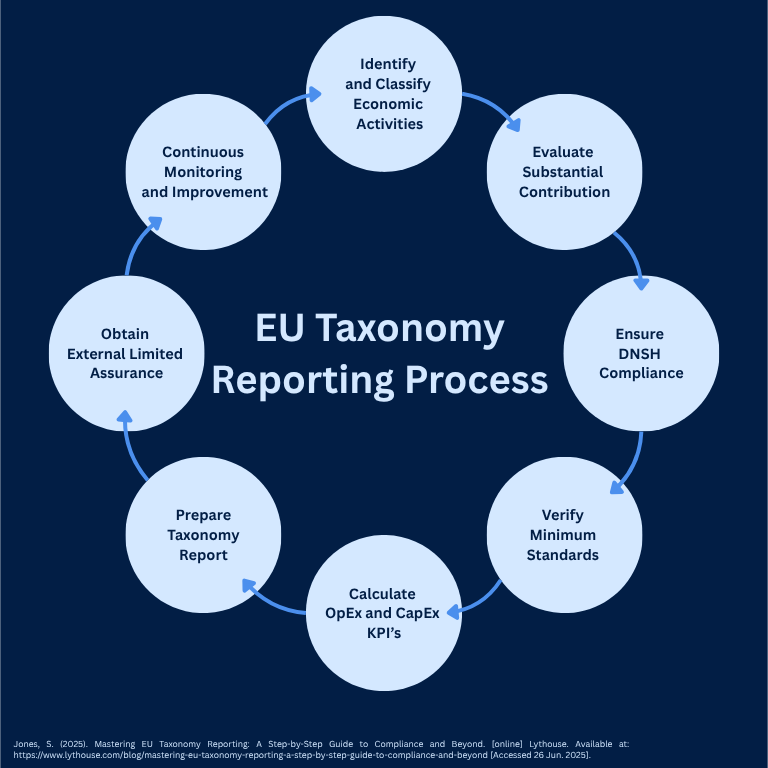 Identify
and Classify
Economic
Activities
Evaluate
Substantial
Contribution
Ensure
DNSH
Compliance
Verify
Minimum
Standards
Calculate
OpEx and CapEx
KPI’s
Prepare
Taxonomy
Report
Obtain
External Limited
Assurance
Continuous
Monitoring
and Improvement
EU Taxonomy
Reporting Process
Jones, S. (2025). Mastering EU Taxonomy Reporting: A Step-by-Step Guide to Compliance and Beyond. [online] Lythouse. Available at:
https://www.lythouse.com/blog/mastering-eu-taxonomy-reporting-a-step-by-step-guide-to-compliance-and-beyond [Accessed 26 Jun. 2025].